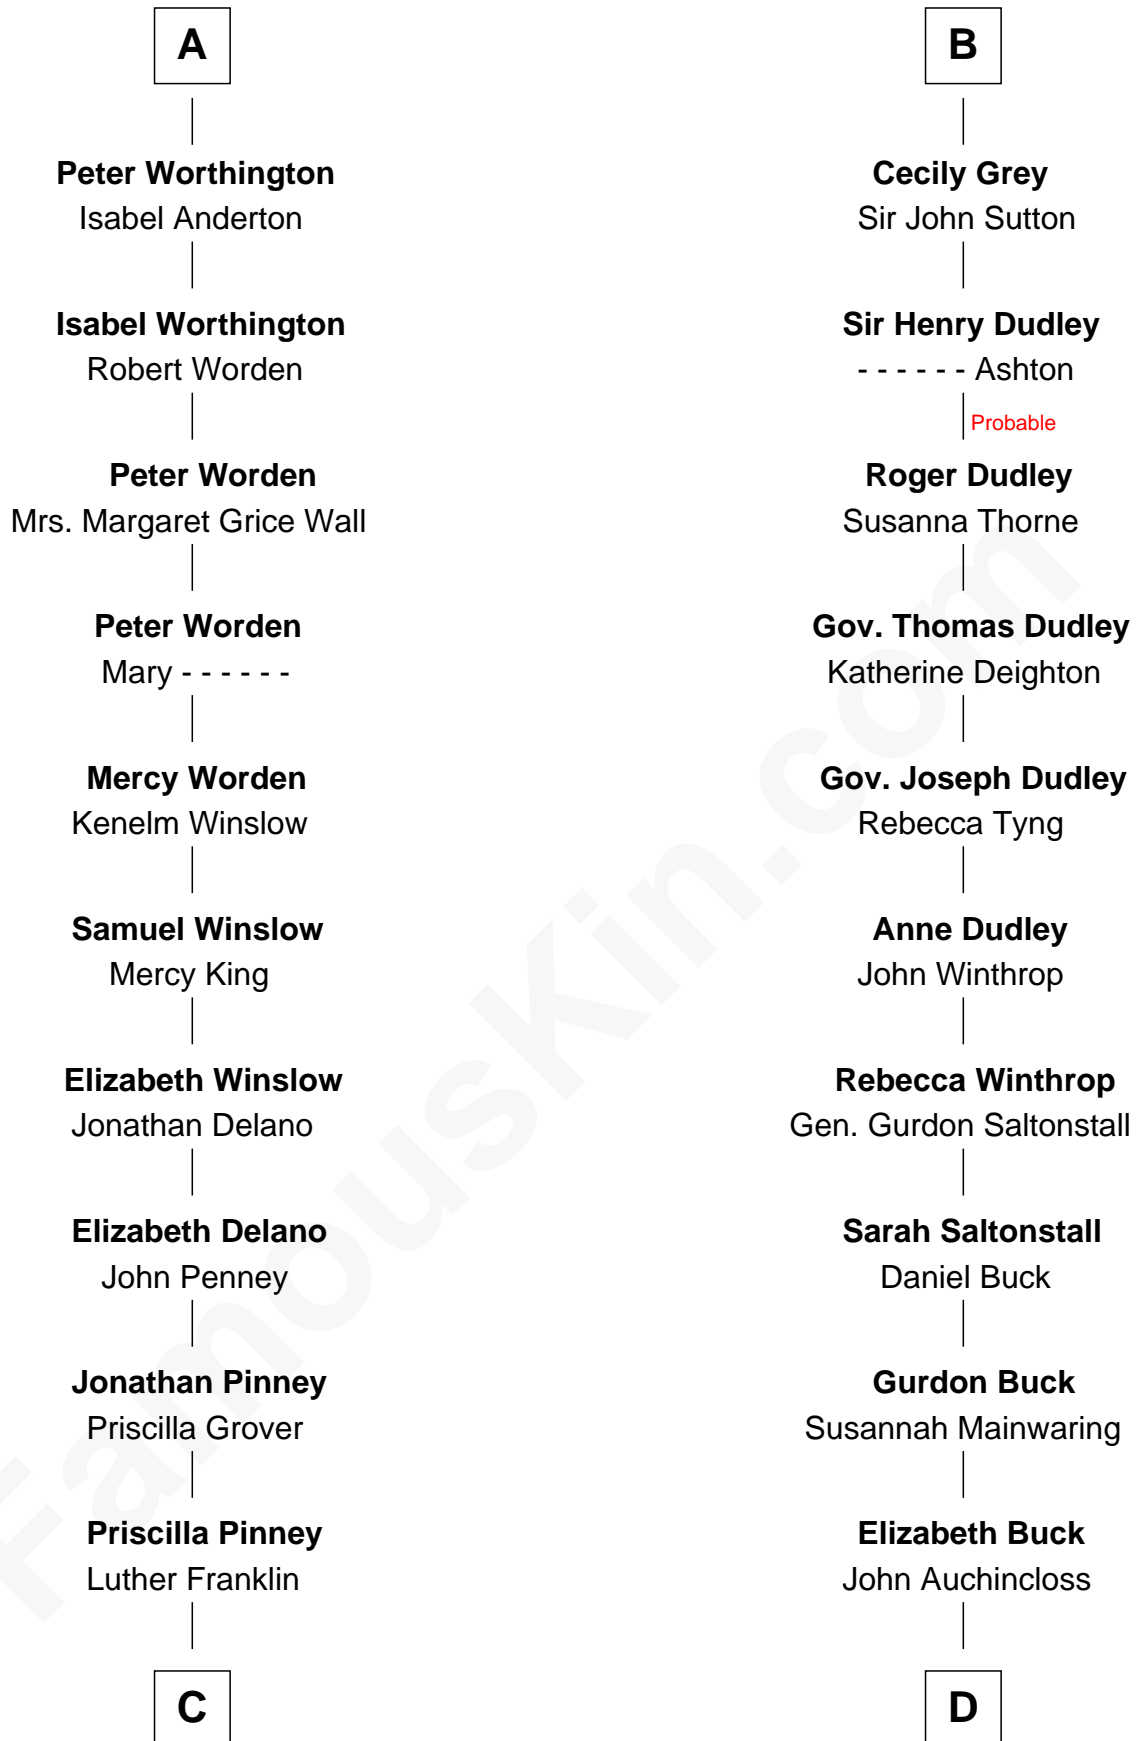 A
Peter Worthington
Isabel Anderton
Isabel Worthington
Robert Worden
Peter Worden
Mrs. Margaret Grice Wall
Peter Worden
Mary - - - - - -
Mercy Worden
Kenelm Winslow
Samuel Winslow
Mercy King
Elizabeth Winslow
Jonathan Delano
Elizabeth Delano
John Penney
Jonathan Pinney
Priscilla Grover
Priscilla Pinney
Luther Franklin
C
B
Cecily Grey
Sir John Sutton
Sir Henry Dudley
- - - - - - Ashton
Probable
Roger Dudley
Susanna Thorne
Gov. Thomas Dudley
Katherine Deighton
Gov. Joseph Dudley
Rebecca Tyng
Anne Dudley
John Winthrop
Rebecca Winthrop
Gen. Gurdon Saltonstall
Sarah Saltonstall
Daniel Buck
Gurdon Buck
Susannah Mainwaring
Elizabeth Buck
John Auchincloss
D
FamousKin.com